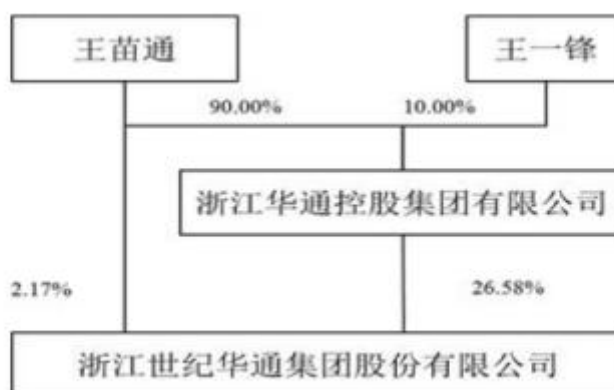 王苗通
王一锋
90.00%
10.00%
浙江华通控股集团有限公司
2.17%
26.58%
浙江世纪华通集团股份有限公司